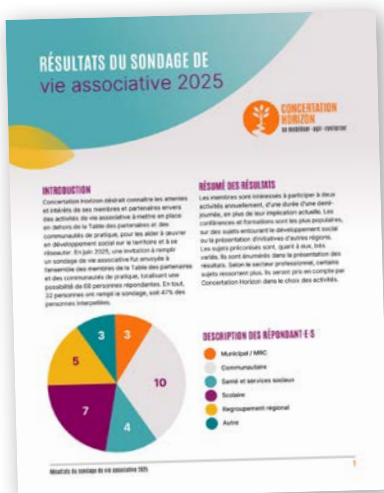 RÉSULTATS DU SONDAGE DE
vie associative 2025
CONCERTATION
HORIZON
se mobiliser · agir · renforcer
INTRODUCTION
Concertation Horizon désirait connaître les attentes
et intérêts de ses membres et partenaires envers
des activités de vie associative à mettre en place
en dehors de la Table des partenaires et des
communautés de pratique, pour les aider à œuvrer
en développement social sur le territoire et à se
réseauter. En juin 2025, une invitation à remplir
un sondage de vie associative fut envoyée à
l'ensemble des membres de la Table des partenaires
et des communautés de pratique, totalisant une
possibilité de 68 personnes répondantes. En tout,
32 personnes ont rempli le sondage, soit 47% des
personnes interpellées.
RÉSUMÉ DES RÉSULTATS
Les membres sont intéressés à participer à deux
activités annuellement, d'une durée d'une demi-
journée, en plus de leur implication actuelle. Les
conférences et formations sont les plus populaires,
sur des sujets entourant le développement social
ou la présentation d'initiatives d'autres régions.
Les sujets préconisés sont, quant à eux, très
variés. Ils sont énumérés dans la présentation des
résultats. Selon le secteur professionnel, certains
sujets ressortent plus. Ils seront pris en compte par
Concertation Horizon dans le choix des activités.
3
3
5
10
7
4
DESCRIPTION DES RÉPONDANT·E·S
Municipal / MRC
Communautaire
Santé et services sociaux
Scolaire
Regroupement régional
Autre
Résultats du sondage de vie associative 2025
1